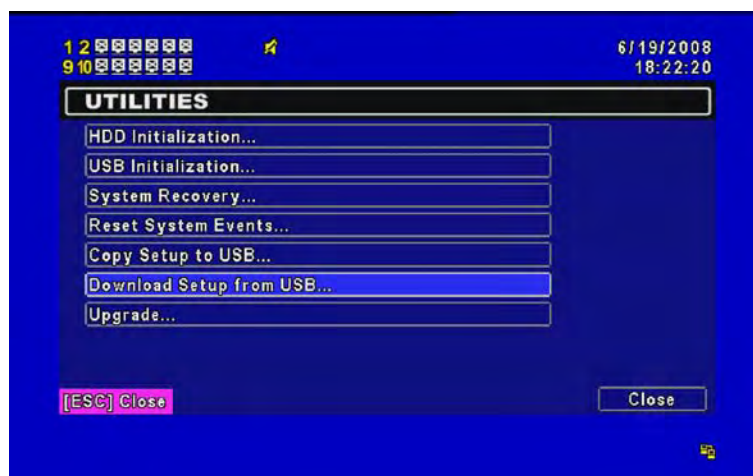 1 2
6/19/2008
9 10
18:22:20
UTILITIES
HDD Initialization...
USB Initialization...
System Recovery...
Reset System Events...
Copy Setup to USB...
Download Setup from USB...
Upgrade...
[ESC] Close
Close